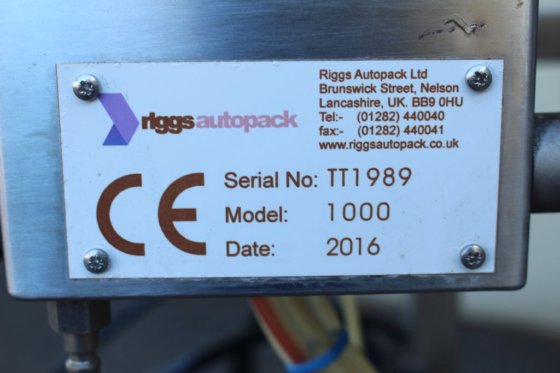 Riggs Autopack Ltd
Brunswick Street, Nelson
Lancashire, UK. BB9 0HU
Tel:- (01282) 440040
fax:- (01282) 440041
www.riggsautopack.co.uk
riggsautopack
CE
Serial No: TT1989
Model: 1000
Date: 2016